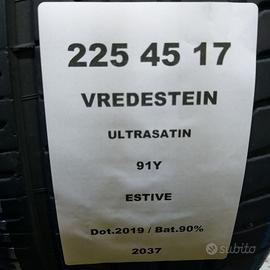 225 45 17
VREDESTEIN
ULTRASATIN
91Y
ESTIVE
Dot.2019 / Bat.90%
2037
subito